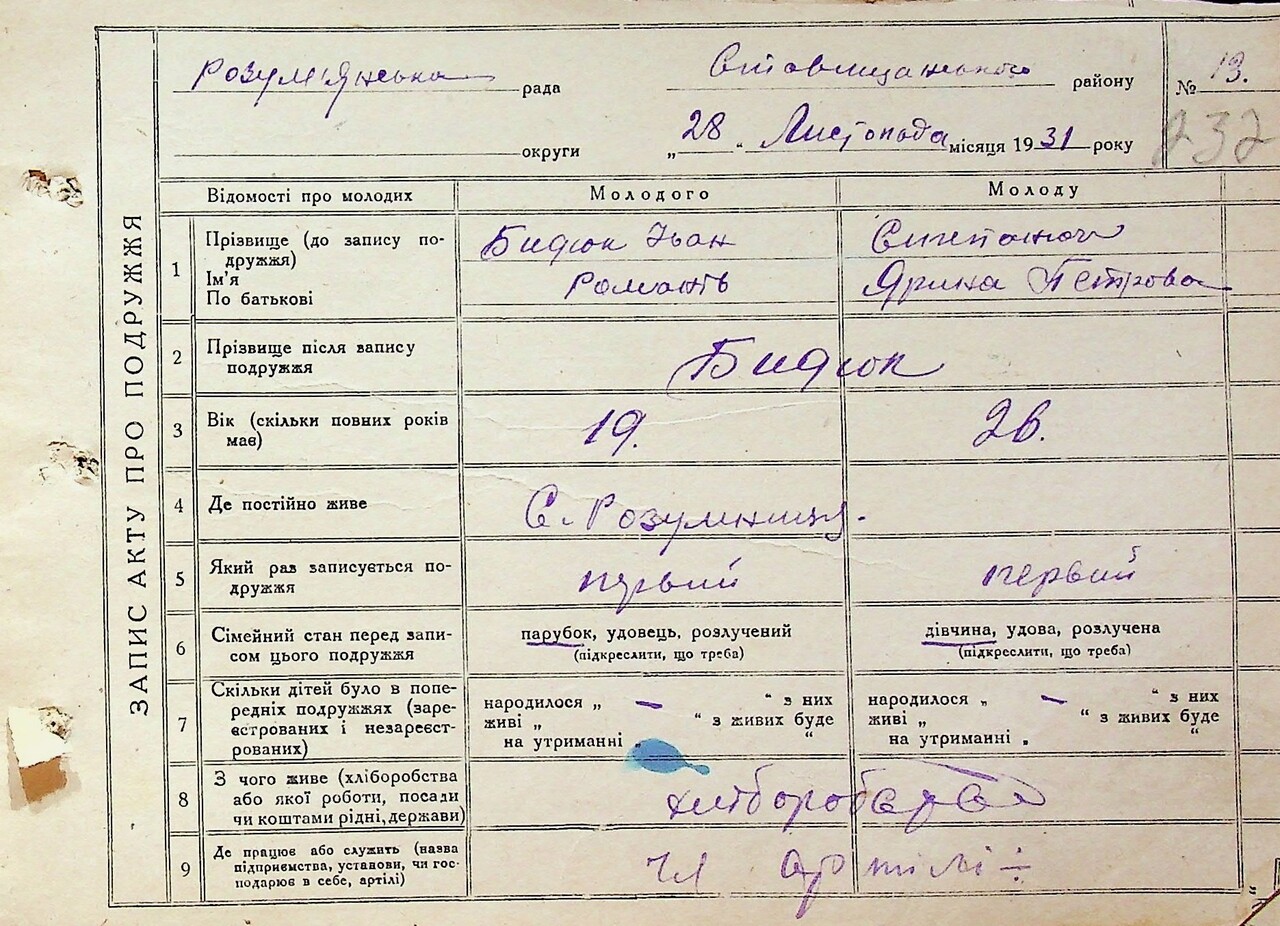 ЗАПИС АКТУ ПРО ПОДРУЖЖЯ
Розумм'янська рада Ставищанського району № 13.
232
округи „28“ Листопада місяця 1931 року
Відомості про молодих Молодого Молоду
1 Прізвище (до запису подружжя) Бидюк Іван
Ім'я Романів Ярина Петрова
По батькові
2 Прізвище після запису подружжя Бидюк
3 Вік (скільки повних років має) 19. 26.
4 Де постійно живе С. Розумниця.
5 Який раз записується подружжя первий первий
6 Сімейний стан перед записом цього подружжя парубок, удовець, розлучений дівчина, удова, розлучена
(підкреслити, що треба) (підкреслити, що треба)
7 Скільки дітей було в попередніх подружжях (зареєстрованих і незареєстрованих) народилося „ — “ з них народилося „ — “ з них
живі „ “ з живих буде живі „ “ з живих буде
на утриманні „ “ на утриманні „ “
8 З чого живе (хліборобства або якої роботи, посади чи коштами рідні, держави) хліборобства
9 Де працює або служить (назва підприємства, установи, чи господарює в себе, артілі) чл артілі